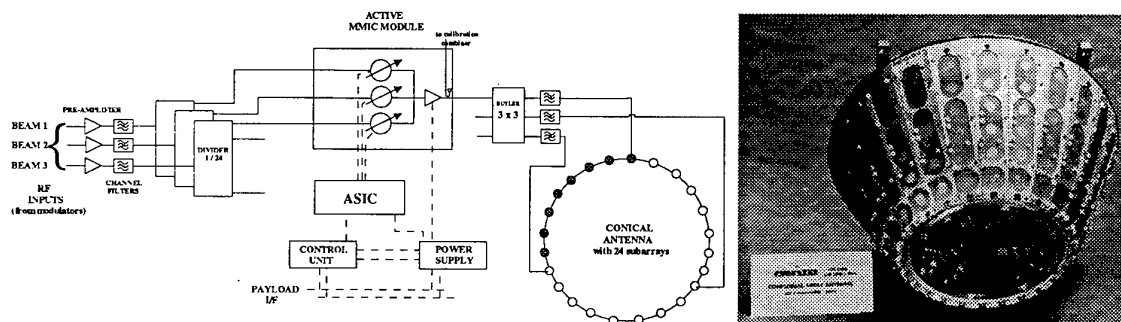 ACTIVE
MMIC MODULE
to calibration
combiner
PRE-AMPLIFIER
BEAM 1
BEAM 2
BEAM 3
RF
INPUTS
(from modulators)
CHANNEL
FILTERS
DIVIDER
1 / 24
BUTLER
3 x 3
ASIC
CONTROL
UNIT
POWER
SUPPLY
PAYLOAD
I/F
CONICAL
ANTENNA
with 24 subarrays